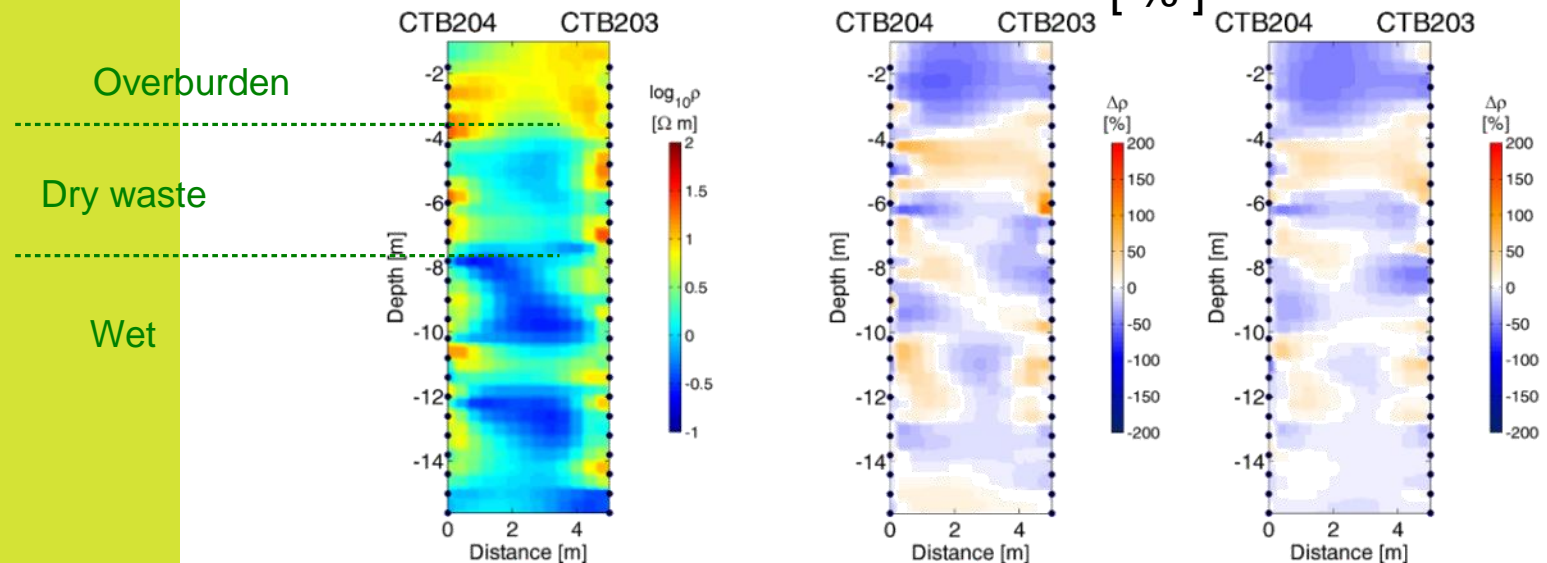 [ % ]
CTB204 CTB203
CTB204 CTB203
CTB204 CTB203
Overburden
Dry waste
Wet
Depth [m]
-2
-4
-6
-8
-10
-12
-14
0 2 4
Distance [m]
log10ρ
[Ω m]
2
1.5
1
0.5
0
-0.5
-1
Depth [m]
-2
-4
-6
-8
-10
-12
-14
0 2 4
Distance [m]
Δρ
[%]
200
150
100
50
0
-50
-100
-150
-200
Depth [m]
-2
-4
-6
-8
-10
-12
-14
0 2 4
Distance [m]
Δρ
[%]
200
150
100
50
0
-50
-100
-150
-200